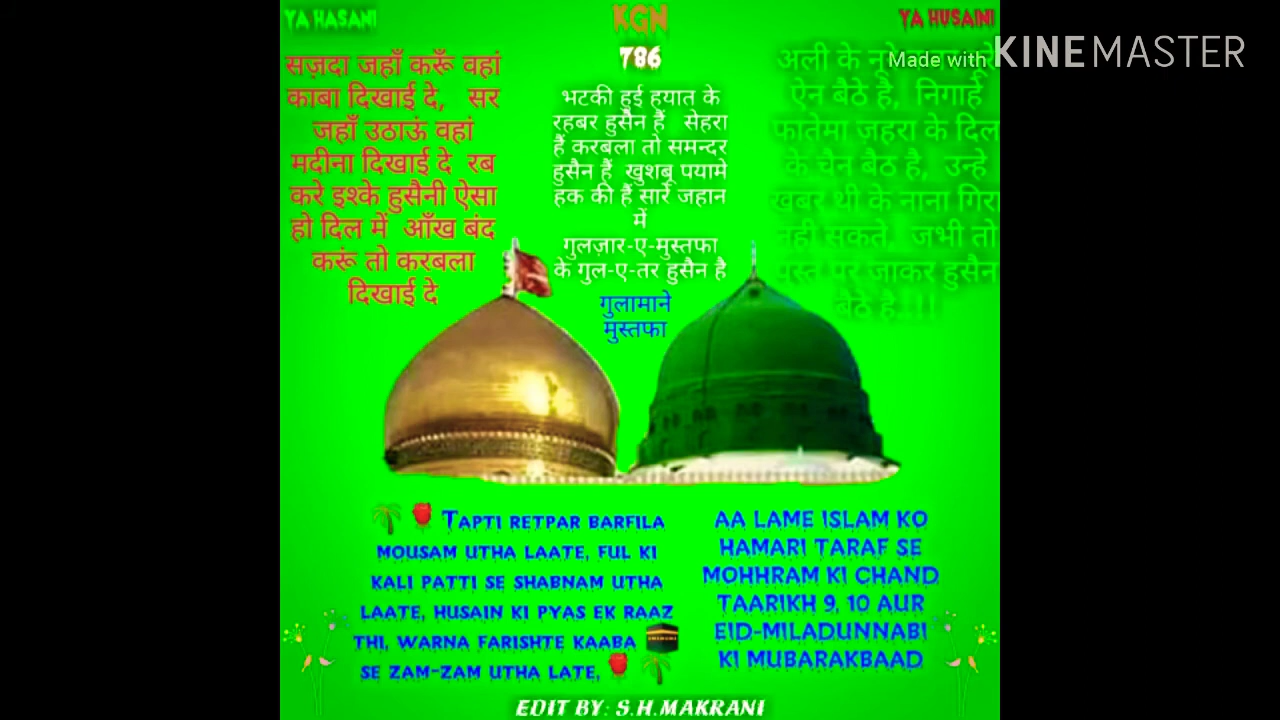 YA HASANI
KGN
YA HUSAINI
786
Made with KINEMASTER
सज़दा जहाँ करूँ वहां
काबा दिखाई दे, सर
जहाँ उठाऊं वहां
मदीना दिखाई दे रब
करे इश्के हुसैनी ऐसा
हो दिल में आँख बंद
करूं तो करबला
दिखाई दे
भटकी हुई हयात के
रहबर हुसैन हैं सेहरा
हैं करबला तो समन्दर
हुसैन हैं खुशबू पयामे
हक की हैं सारे जहान
में
गुलज़ार-ए-मुस्तफा
के गुल-ए-तर हुसैन है
गुलामाने
मुस्तफा
अली के
ऐन बैठे है, निगाहें
फातेमा ज़हरा के दिल
के चैन बैठे है, उन्हे
खबर थी के नाना गिरा
नही सकते, जभी तो
पुस्त पर जाकर हुसैन
बैठे है...!!
TAPTI RETPAR BARFILA
MOUSAM UTHA LAATE, FUL KI
KALI PATTI SE SHABNAM UTHA
LAATE, HUSAIN KI PYAS EK RAAZ
THI, WARNA FARISHTE KAABA
SE ZAM-ZAM UTHA LATE,
AA LAME ISLAM KO
HAMARI TARAF SE
MOHHRAM KI CHAND
TAARIKH 9, 10 AUR
EID-MILADUNNABI
KI MUBARAKBAAD
EDIT BY: S.H.MAKRANI